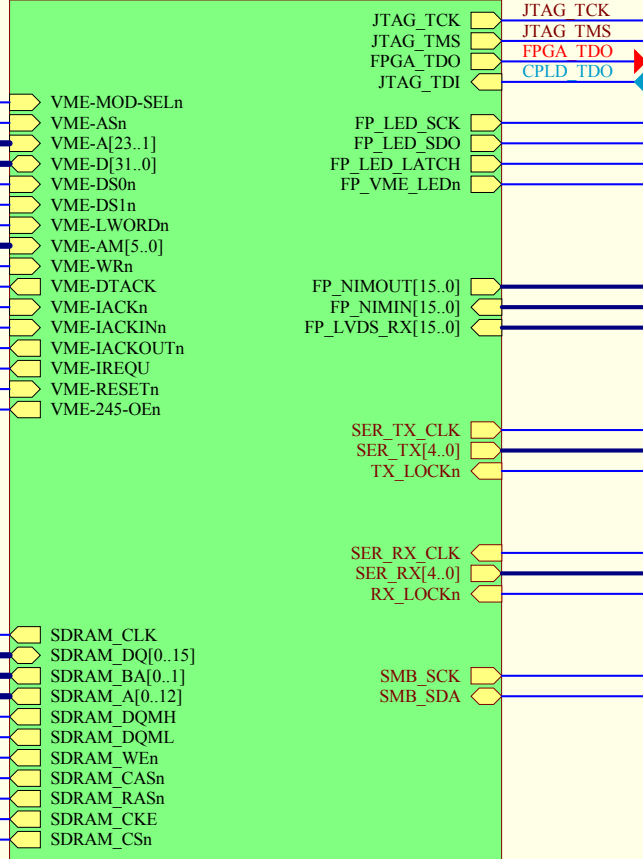 JTAG_TCK JTAG_TCK
JTAG_TMS JTAG_TMS
FPGA_TDO FPGA_TDO
JTAG_TDI CPLD_TDO
VME-MOD-SELn
VME-ASn FP_LED_SCK
VME-A[23..1] FP_LED_SDO
VME-D[31..0] FP_LED_LATCH
VME-DS0n FP_VME_LEDn
VME-DS1n
VME-LWORDn
VME-AM[5..0]
VME-WRn
VME-DTACK FP_NIMOUT[15..0]
VME-IACKn FP_NIMIN[15..0]
VME-IACKINn FP_LVDS_RX[15..0]
VME-IACKOUTn
VME-IREQU
VME-RESETn
VME-245-OEn
SER_TX_CLK
SER_TX[4..0]
TX_LOCKn
SER_RX_CLK
SER_RX[4..0]
RX_LOCKn
SDRAM_CLK
SDRAM_DQ[0..15]
SDRAM_BA[0..1] SMB_SCK
SDRAM_A[0..12] SMB_SDA
SDRAM_DQMH
SDRAM_DQML
SDRAM_WEn
SDRAM_CASn
SDRAM_RASn
SDRAM_CKE
SDRAM_CSn